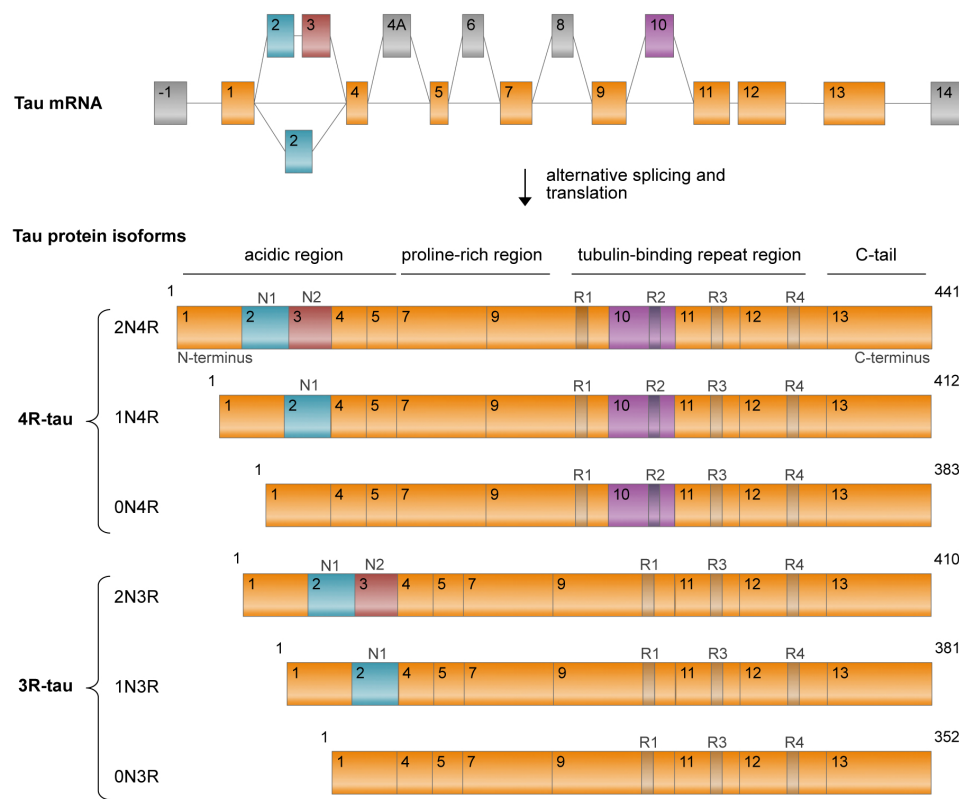 2 3 4A 6 8 10
Tau mRNA -1 1 4 5 7 9 11 12 13 14
2
alternative splicing and
translation
Tau protein isoforms
acidic region proline-rich region tubulin-binding repeat region C-tail
1 N1 N2 R1 R2 R3 R4 441
2N4R 1 2 3 4 5 7 9 10 11 12 13
N-terminus C-terminus
1 N1 R1 R2 R3 R4 412
4R-tau 1N4R 1 2 4 5 7 9 10 11 12 13
1 R1 R2 R3 R4 383
0N4R 1 4 5 7 9 10 11 12 13
1 N1 N2 R1 R3 R4 410
2N3R 1 2 3 4 5 7 9 11 12 13
1 N1 R1 R3 R4 381
3R-tau 1N3R 1 2 4 5 7 9 11 12 13
1 R1 R3 R4 352
0N3R 1 4 5 7 9 11 12 13